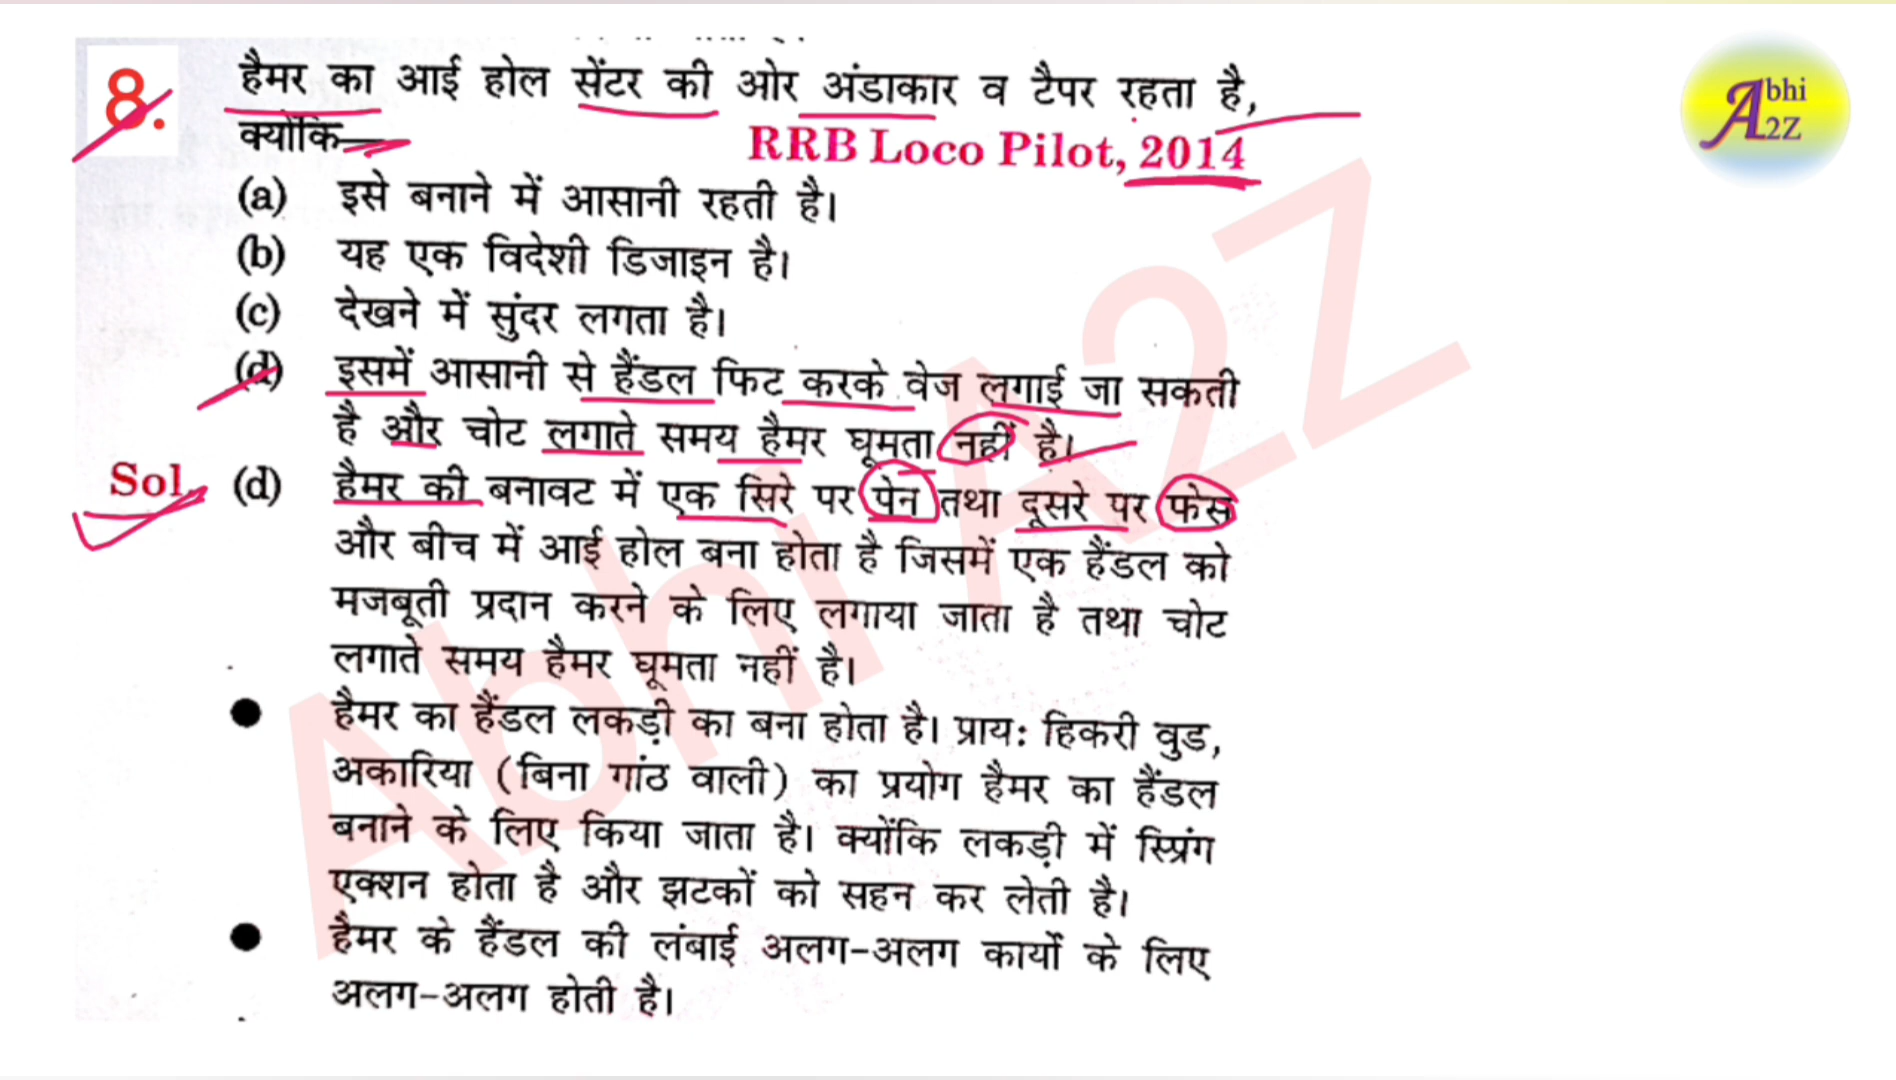 8. हैमर का आई होल सेंटर की ओर अंडाकार व टैपर रहता है,
क्योंकि—
RRB Loco Pilot, 2014
(a) इसे बनाने में आसानी रहती है।
(b) यह एक विदेशी डिजाइन है।
(c) देखने में सुंदर लगता है।
(d) इसमें आसानी से हैंडल फिट करके वेज लगाई जा सकती
है और चोट लगाते समय हैमर घूमता नहीं है।
Sol. (d) हैमर की बनावट में एक सिरे पर पेन तथा दूसरे पर फेस
और बीच में आई होल बना होता है जिसमें एक हैंडल को
मजबूती प्रदान करने के लिए लगाया जाता है तथा चोट
लगाते समय हैमर घूमता नहीं है।
● हैमर का हैंडल लकड़ी का बना होता है। प्राय: हिकरी वुड,
अकारिया (बिना गांठ वाली) का प्रयोग हैमर का हैंडल
बनाने के लिए किया जाता है। क्योंकि लकड़ी में स्प्रिंग
एक्शन होता है और झटकों को सहन कर लेती है।
● हैमर के हैंडल की लंबाई अलग-अलग कार्यो के लिए
अलग-अलग होती है।
Abhi A2Z
Abhi
A2Z